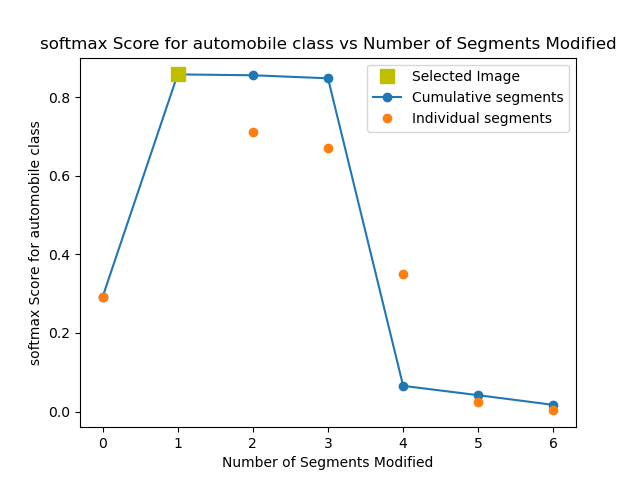 softmax Score for automobile class vs Number of Segments Modified
Selected Image
Cumulative segments
Individual segments
softmax Score for automobile class
0.8
0.6
0.4
0.2
0.0
0 1 2 3 4 5 6
Number of Segments Modified